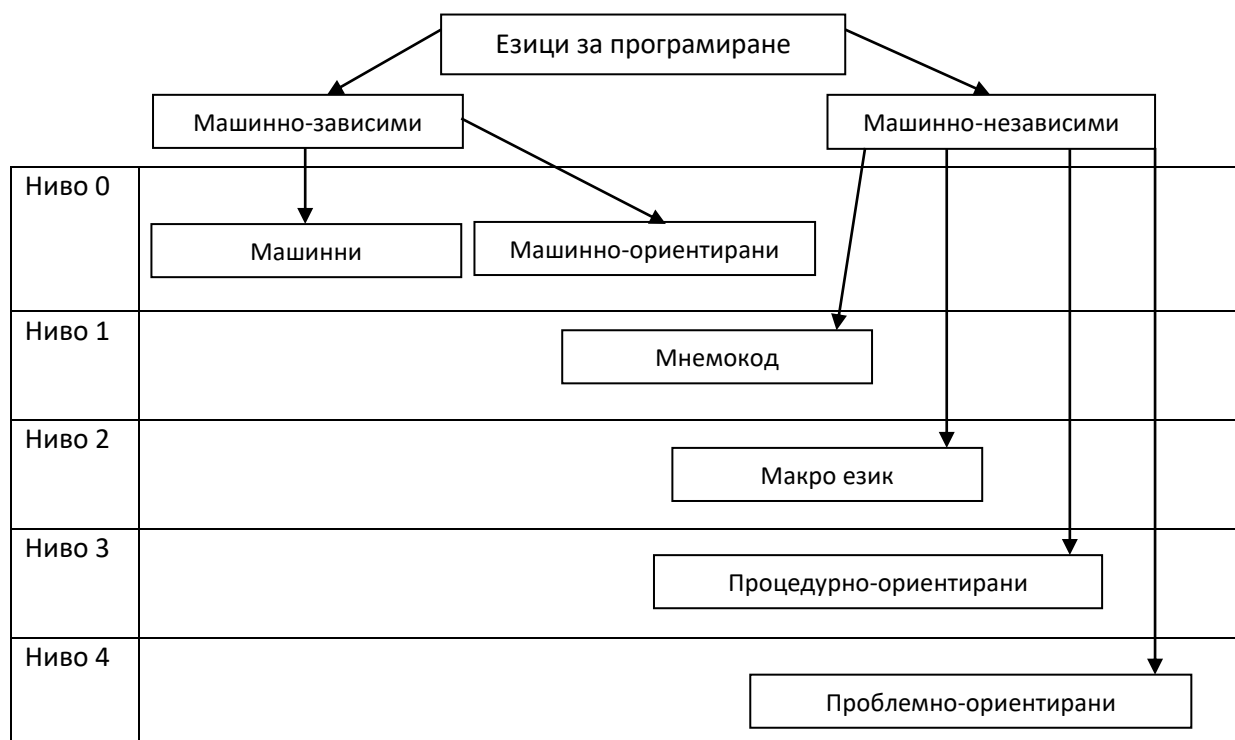 Езици за програмиране
Машинно-зависими
Машинно-независими
Ниво 0
Машинни
Машинно-ориентирани
Ниво 1
Мнемокод
Ниво 2
Макро език
Ниво 3
Процедурно-ориентирани
Ниво 4
Проблемно-ориентирани